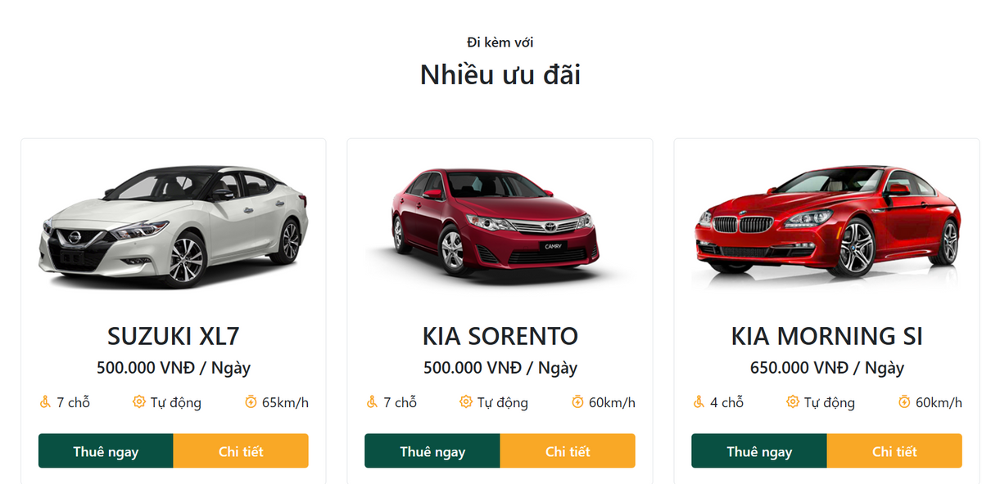 Đi kèm với
Nhiều ưu đãi
CAMRY
SUZUKI XL7
500.000 VNĐ / Ngày
7 chỗ
Tự động
65km/h
Thuê ngay
Chi tiết
KIA SORENTO
500.000 VNĐ / Ngày
7 chỗ
Tự động
60km/h
Thuê ngay
Chi tiết
KIA MORNING SI
650.000 VNĐ / Ngày
4 chỗ
Tự động
60km/h
Thuê ngay
Chi tiết